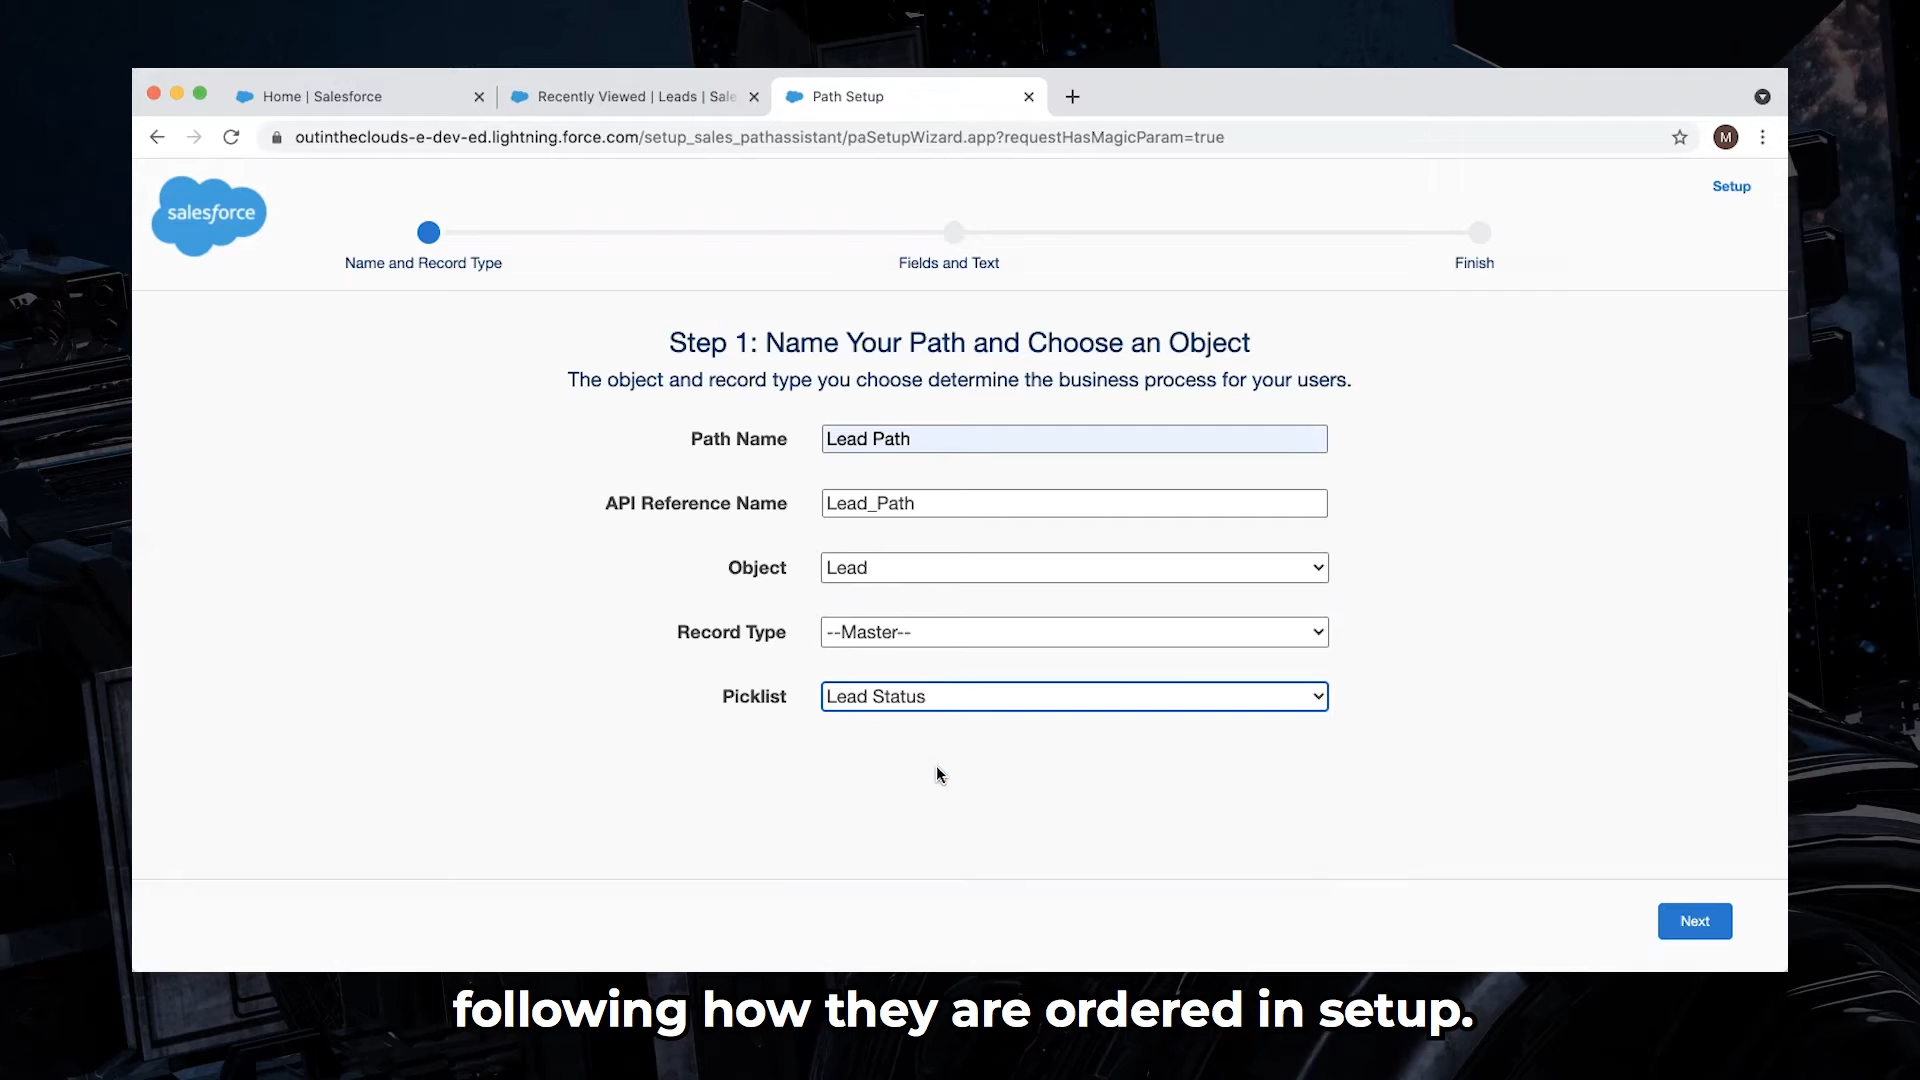 Home | Salesforce
Recently Viewed | Leads | Sale
Path Setup
outintheclouds-e-dev-ed.lightning.force.com/setup_sales_pathassistant/paSetupWizard.app?requestHasMagicParam=true
M
salesforce
Setup
Name and Record Type
Fields and Text
Finish
Step 1: Name Your Path and Choose an Object
The object and record type you choose determine the business process for your users.
Path Name
Lead Path
API Reference Name
Lead_Path
Object
Lead
Record Type
--Master--
Picklist
Lead Status
Next
following how they are ordered in setup.